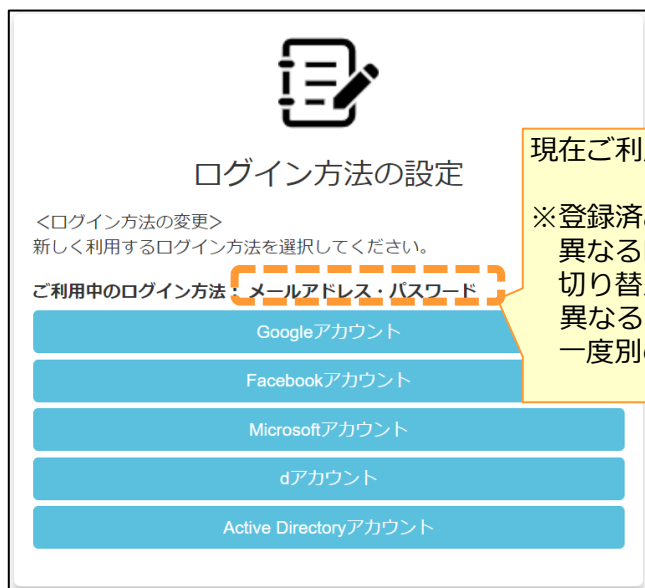 ログイン方法の設定
<ログイン方法の変更>
新しく利用するログイン方法を選択してください。
ご利用中のログイン方法：メールアドレス・パスワード
Googleアカウント
Facebookアカウント
Microsoftアカウント
dアカウント
Active Directoryアカウント
現在ご利
※登録済
異なる
切り替
異なる
一度別